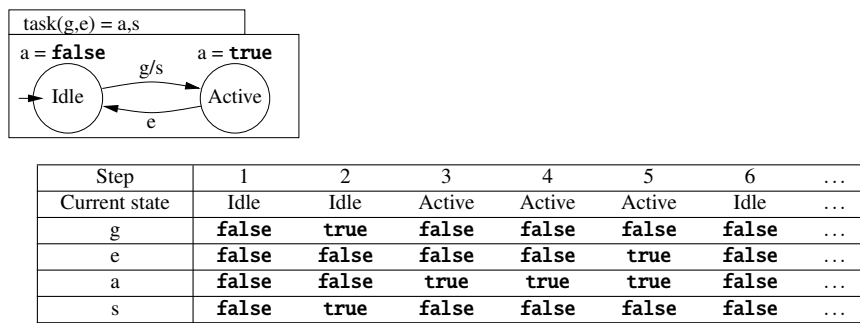 task(g,e) = a,s
a = false a = true
g/s
Idle Active
e
Step 1 2 3 4 5 6 ...
Current state Idle Idle Active Active Active Idle ...
g false true false false false false ...
e false false false false true false ...
a false false true true true false ...
s false true false false false false ...